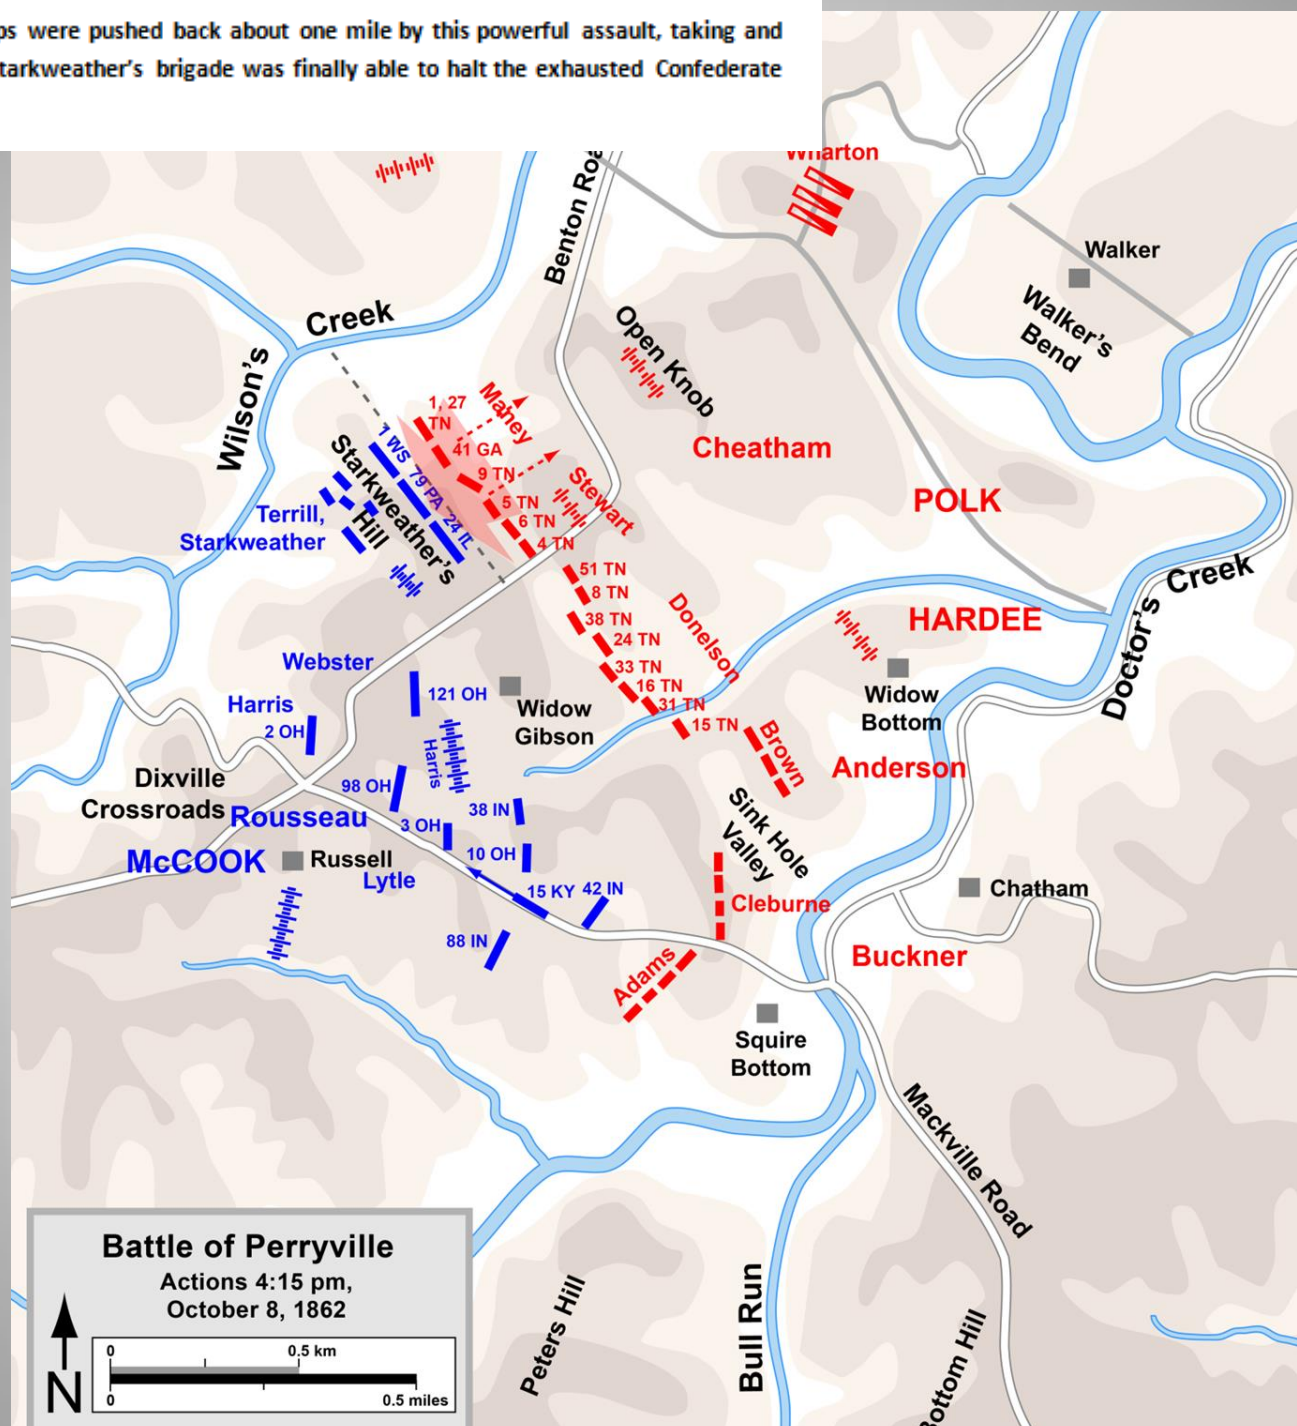 ps were pushed back about one mile by this powerful assault, taking and
tarkweather's brigade was finally able to halt the exhausted Confederate
Wharton
Benton Roa
Walker
Walker's
Bend
Creek
Wilson's
Open Knob
Maney
1, 27
TN
41 GA
9 TN
5 TN
6 TN
4 TN
Stewart
Cheatham
POLK
1 WS
79 PA
24 IL
Starkweather's
Hill
Terrill,
Starkweather
51 TN
8 TN
38 TN
24 TN
33 TN
16 TN
31 TN
15 TN
Donelson
HARDEE
Doctor's
Creek
Widow
Bottom
Webster
121 OH
Widow
Gibson
Harris
2 OH
Harris
Brown
Anderson
Dixville
Crossroads
98 OH
Rousseau
3 OH
38 IN
10 OH
Sink Hole
Valley
McCOOK
Russell
Lytle
15 KY
42 IN
88 IN
Cleburne
Chatham
Adams
Buckner
Squire
Bottom
Mackville Road
Battle of Perryville
Actions 4:15 pm,
October 8, 1862
0
0.5 km
0
0.5 miles
N
Peters Hill
Bull Run
Bottom Hill